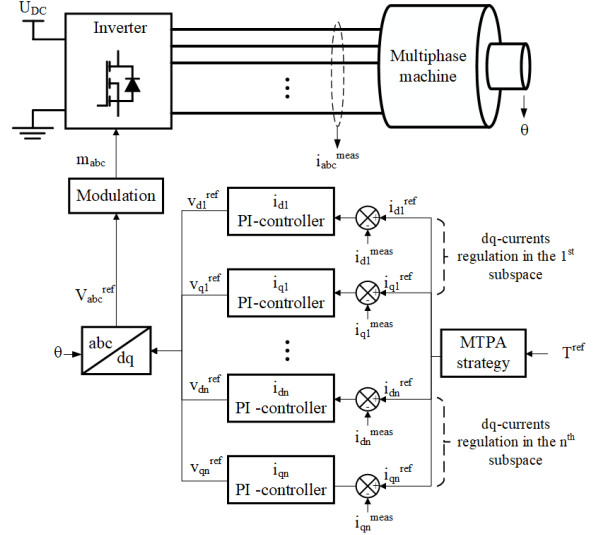 U_DC
Inverter
Multiphase
machine
θ
i_abc^meas
m_abc
Modulation
V_abc^ref
θ
abc
dq
v_d1^ref
i_d1
PI-controller
+
-
i_d1^ref
i_d1^meas
v_q1^ref
i_q1
PI-controller
+
-
i_q1^ref
i_q1^meas
dq-currents
regulation in the 1^st
subspace
MTPA
strategy
T^ref
v_dn^ref
i_dn
PI -controller
+
-
i_dn^ref
i_dn^meas
v_qn^ref
i_qn
PI -controller
+
-
i_qn^ref
i_qn^meas
dq-currents
regulation in the n^th
subspace